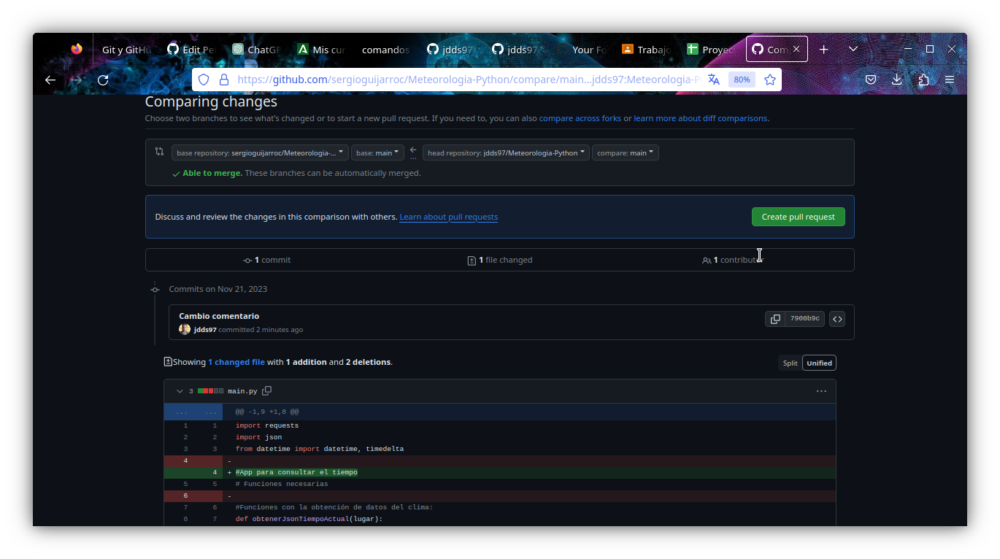 Git y GitHu
Edit Pe
ChatGP
Mis cur
comandos
jdds97
jdds97
Your Fo
Trabajo
Proyec
Com
https://github.com/sergioguijarroc/Meteorologia-Python/compare/main...jdds97:Meteorologia-P
80%
Comparing changes
Choose two branches to see what's changed or to start a new pull request. If you need to, you can also compare across forks or learn more about diff comparisons.
base repository: sergioguijarroc/Meteorologia-... base: main ← ... head repository: jdds97/Meteorologia-Python compare: main
Able to merge. These branches can be automatically merged.
Discuss and review the changes in this comparison with others. Learn about pull requests
Create pull request
1 commit
1 file changed
1 contributor
Commits on Nov 21, 2023
Cambio comentario
jdds97 committed 2 minutes ago
7900b9c
<>
Showing 1 changed file with 1 addition and 2 deletions.
Split Unified
3 main.py ...
... ... @@ -1,9 +1,8 @@
1 1 import requests
2 2 import json
3 3 from datetime import datetime, timedelta
4 -
4 + #App para consultar el tiempo
5 5 # Funciones necesarias
6 -
7 6 #Funciones con la obtención de datos del clima:
8 7 def obtenerJsonTiempoActual(lugar):